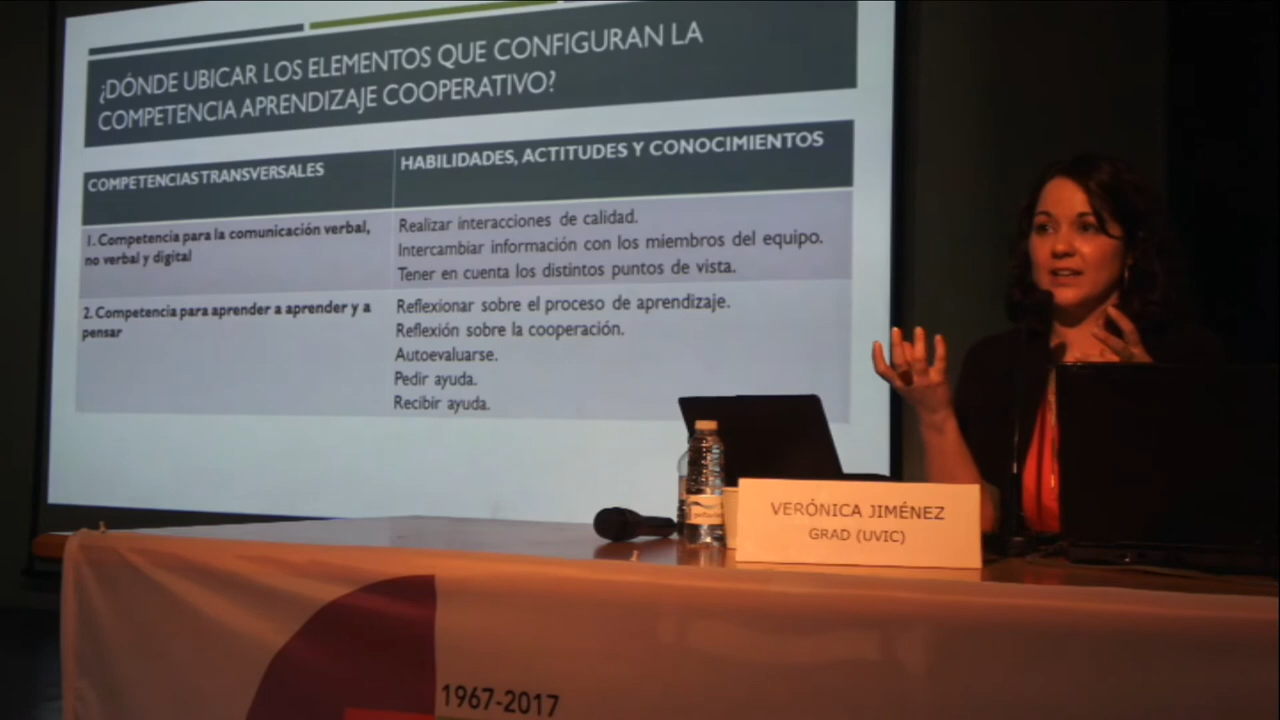 ¿DÓNDE UBICAR LOS ELEMENTOS QUE CONFIGURAN LA
COMPETENCIA APRENDIZAJE COOPERATIVO?
COMPETENCIAS TRANSVERSALES
HABILIDADES, ACTITUDES Y CONOCIMIENTOS
1. Competencia para la comunicación verbal,
no verbal y digital
Realizar interacciones de calidad.
Intercambiar información con los miembros del equipo.
Tener en cuenta los distintos puntos de vista.
2. Competencia para aprender a aprender y a
pensar
Reflexionar sobre el proceso de aprendizaje.
Reflexión sobre la cooperación.
Autoevaluarse.
Pedir ayuda.
Recibir ayuda.
VERÓNICA JIMÉNEZ
GRAD (UVIC)
1967-2017